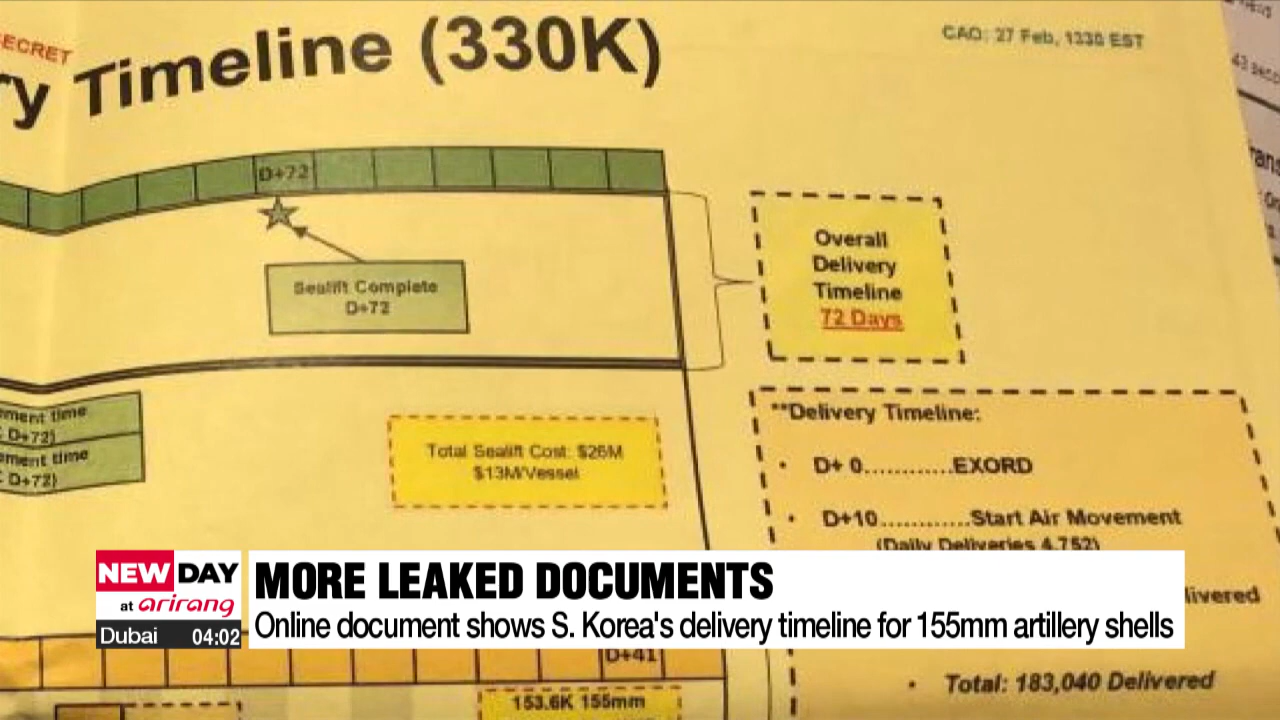 ECRET
y Timeline (330K)
CAO: 27 Feb, 1330 EST
43 sec
D+72
Sealift Complete
D+72
Overall
Delivery
Timeline
72 Days
ement time
D+72)
ement time
D+72)
Total Sealift Cost: $26M
$13M/Vessel
**Delivery Timeline:
• D+ 0............EXORD
• D+10............Start Air Movement
(Daily Deliveries 4,752)
livered
NEW DAY
at arirang
Dubai 04:02
MORE LEAKED DOCUMENTS
Online document shows S. Korea's delivery timeline for 155mm artillery shells
D+41
• Total: 183,040 Delivered
153.6K 155mm